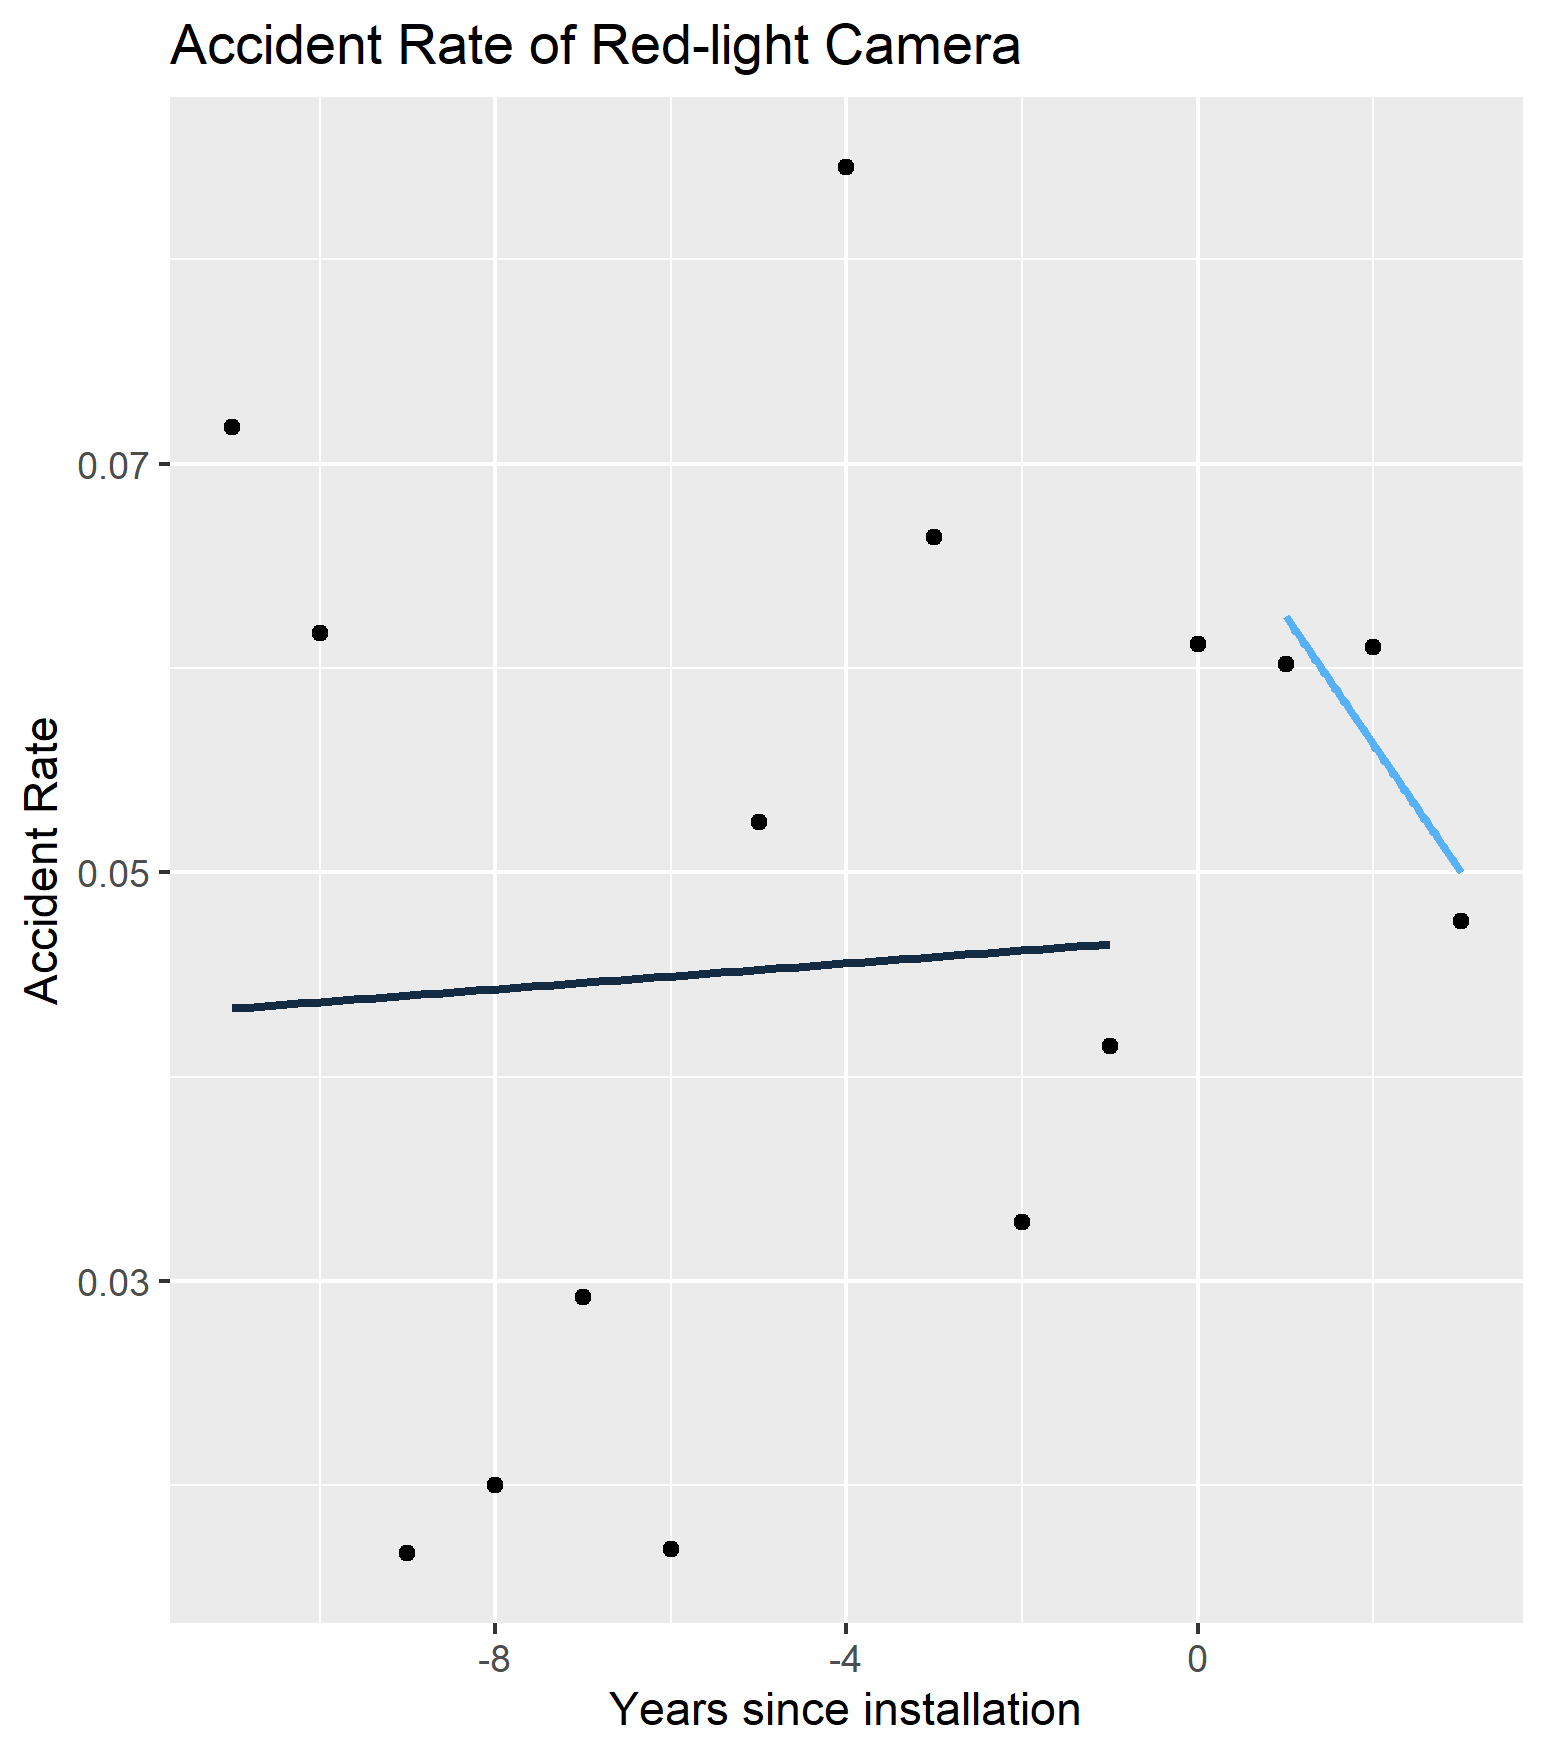 Accident Rate of Red-light Camera
Accident Rate
0.07
0.05
0.03
-8
-4
0
Years since installation